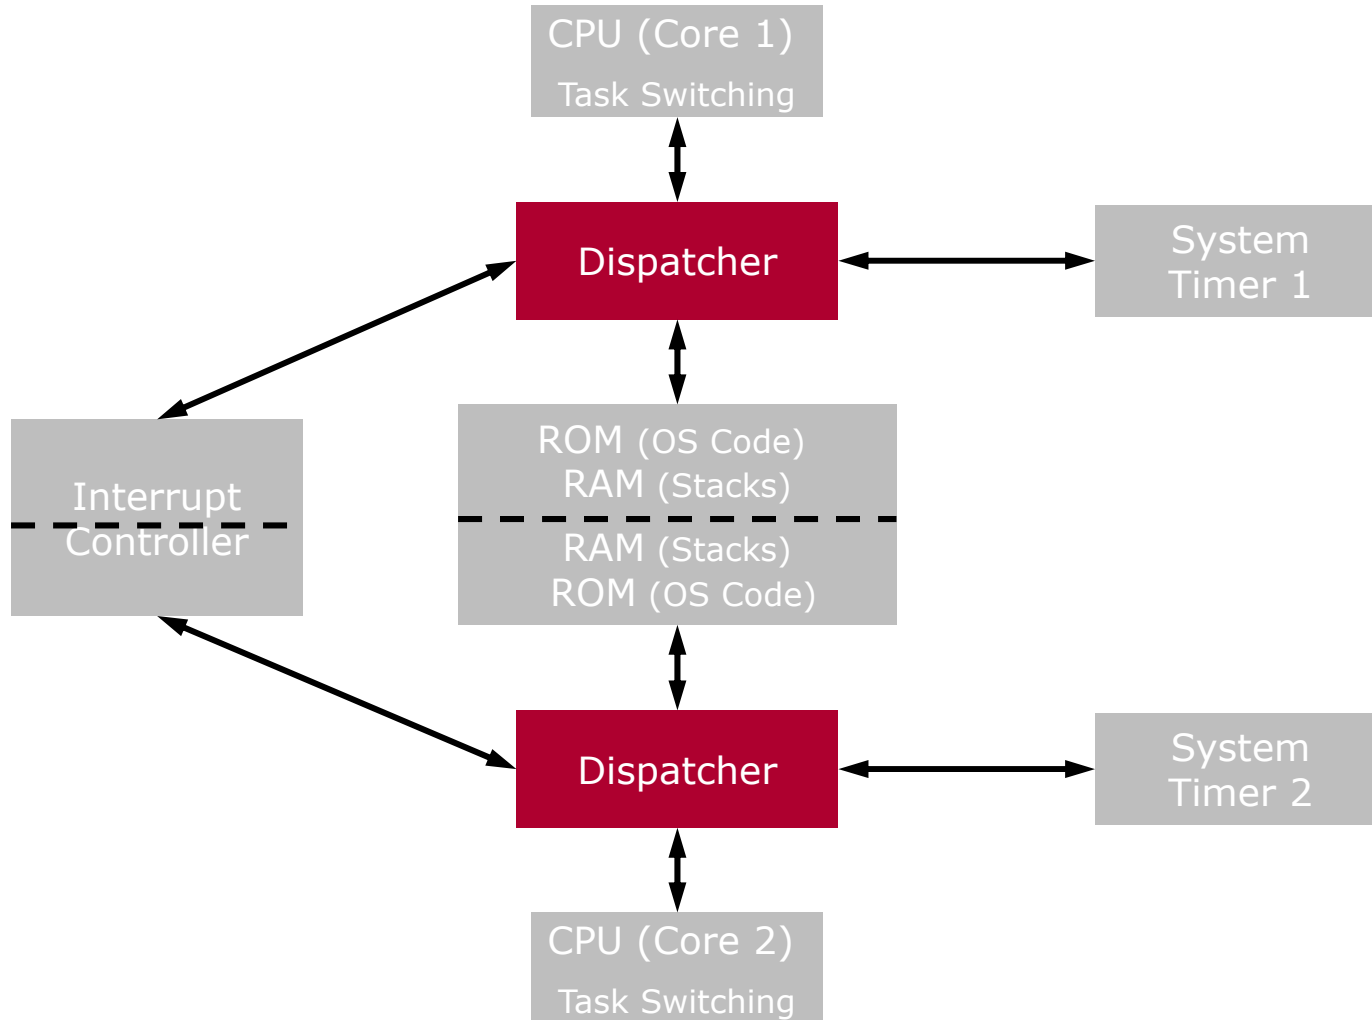 CPU (Core 1)
Task Switching
Dispatcher
System
Timer 1
Interrupt
Controller
ROM (OS Code)
RAM (Stacks)
RAM (Stacks)
ROM (OS Code)
Dispatcher
System
Timer 2
CPU (Core 2)
Task Switching